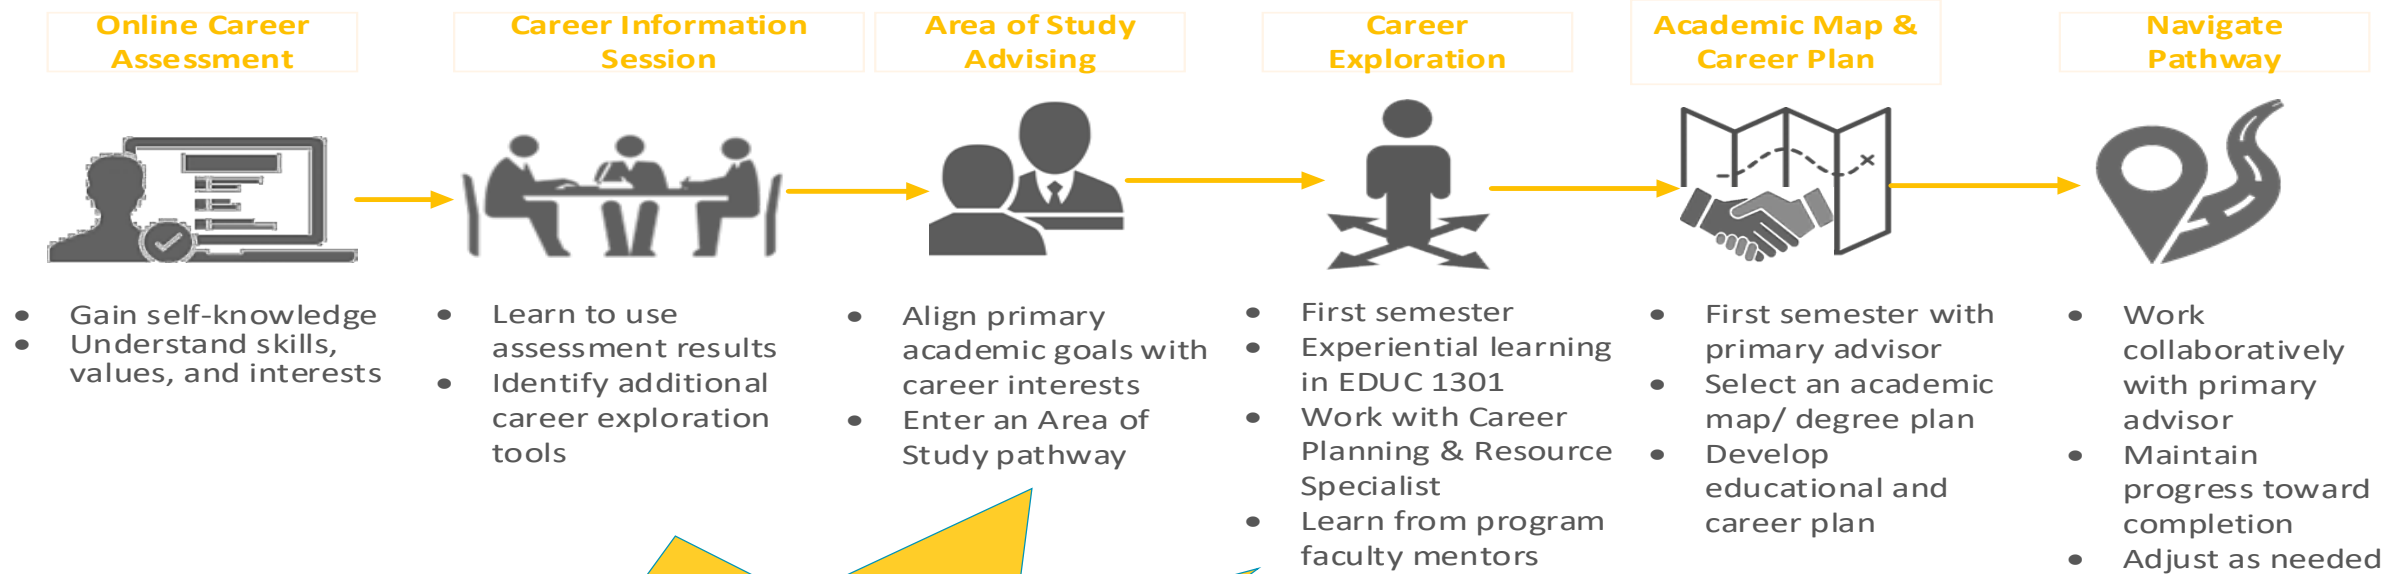 Online Career
Assessment
Career Information
Session
Area of Study
Advising
Career
Exploration
Academic Map &
Career Plan
Navigate
Pathway
• Gain self-knowledge
• Understand skills,
values, and interests
• Learn to use
assessment results
• Identify additional
career exploration
tools
• Align primary
academic goals with
career interests
• Enter an Area of
Study pathway
• First semester
• Experiential learning
in EDUC 1301
• Work with Career
Planning & Resource
Specialist
• Learn from program
faculty mentors
• First semester with
primary advisor
• Select an academic
map/ degree plan
• Develop
educational and
career plan
• Work
collaboratively
with primary
advisor
• Maintain
progress toward
completion
• Adjust as needed